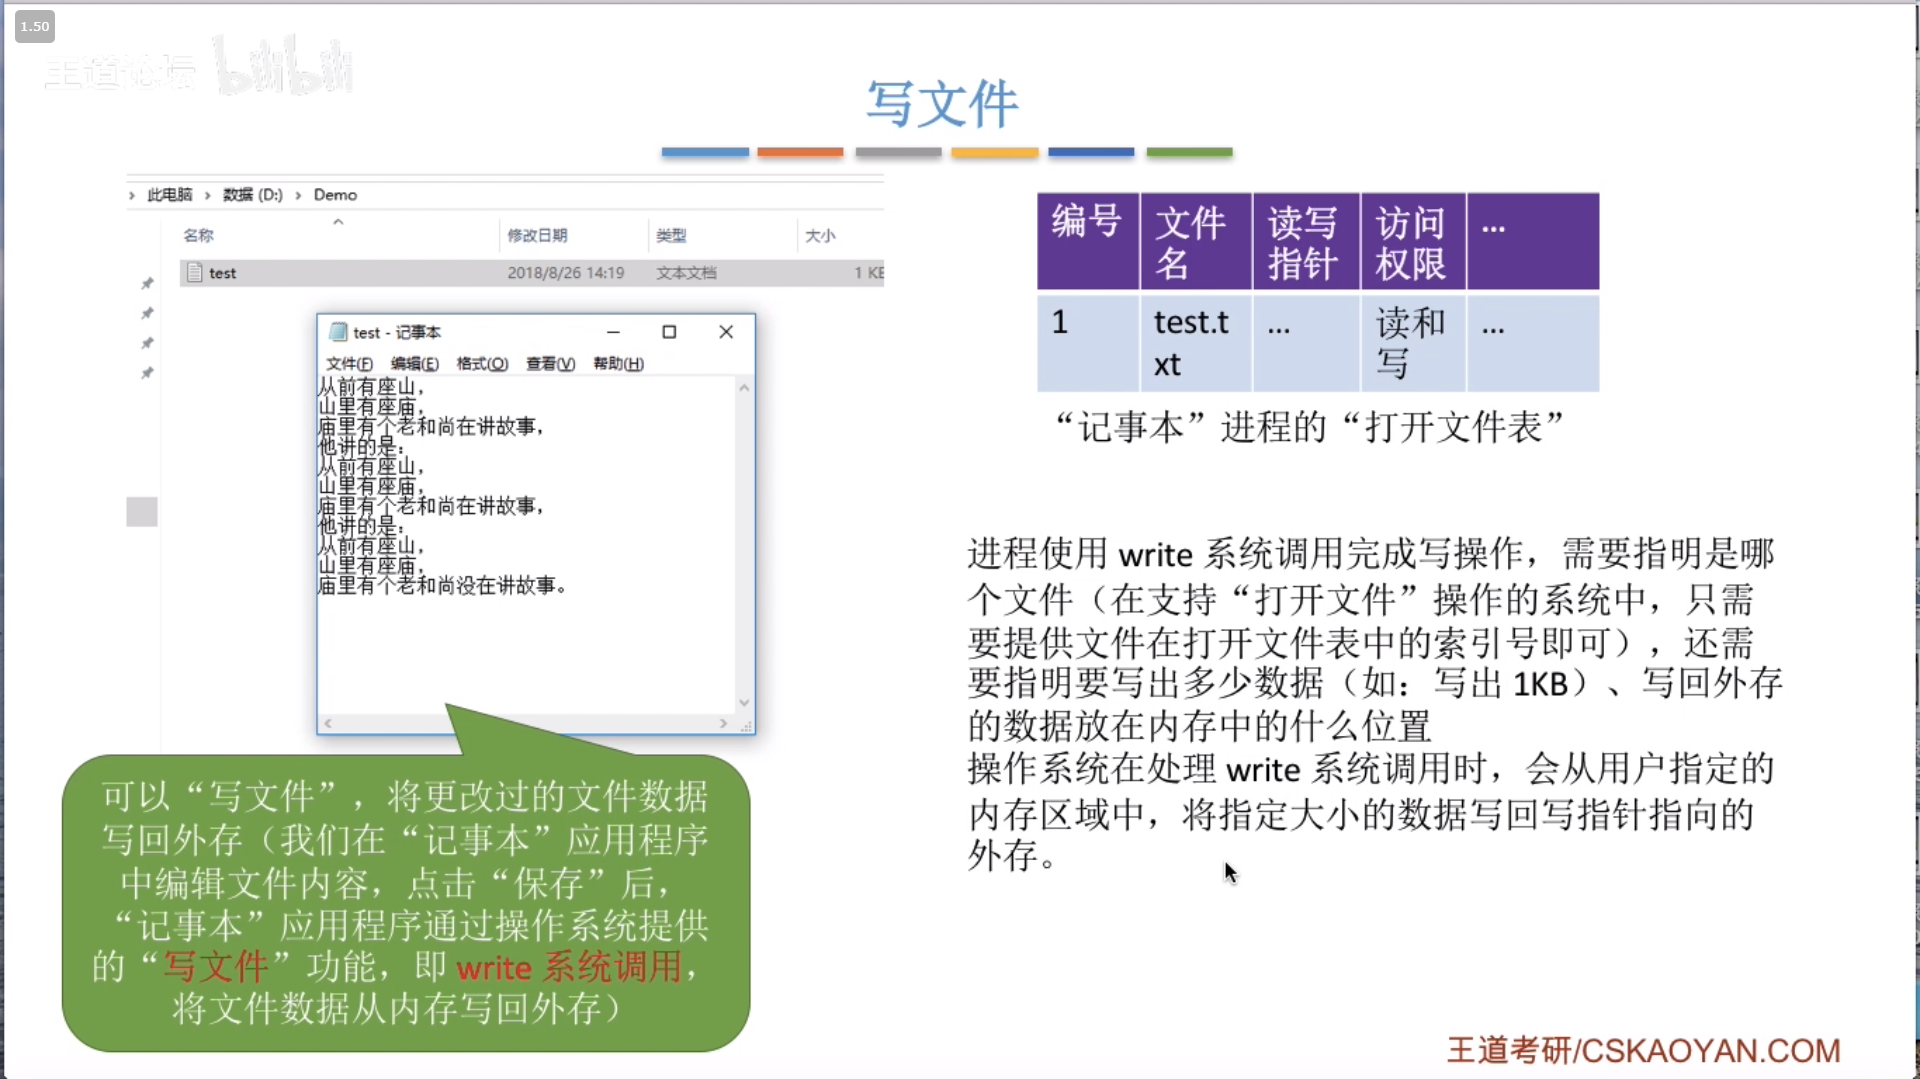 1.50
王道论坛 bilibili
写文件
› 此电脑 › 数据 (D:) › Demo
名称 修改日期 类型 大小
test 2018/8/26 14:19 文本文档 1 KB
test - 记事本
文件(F) 编辑(E) 格式(O) 查看(V) 帮助(H)
从前有座山，
山里有座庙，
庙里有个老和尚在讲故事，
他讲的是：
从前有座山，
山里有座庙，
庙里有个老和尚在讲故事，
他讲的是：
从前有座山，
山里有座庙，
庙里有个老和尚没在讲故事。
可以“写文件”，将更改过的文件数据
写回外存（我们在“记事本”应用程序
中编辑文件内容，点击“保存”后，
“记事本”应用程序通过操作系统提供
的“写文件”功能，即 write 系统调用，
将文件数据从内存写回外存）
编号 文件 读写 访问 ...
名 指针 权限
1 test.t ... 读和 ...
xt 写
“记事本”进程的“打开文件表”
进程使用 write 系统调用完成写操作，需要指明是哪
个文件（在支持“打开文件”操作的系统中，只需
要提供文件在打开文件表中的索引号即可），还需
要指明要写出多少数据（如：写出 1KB）、写回外存
的数据放在内存中的什么位置
操作系统在处理 write 系统调用时，会从用户指定的
内存区域中，将指定大小的数据写回写指针指向的
外存。
王道考研/CSKAOYAN.COM